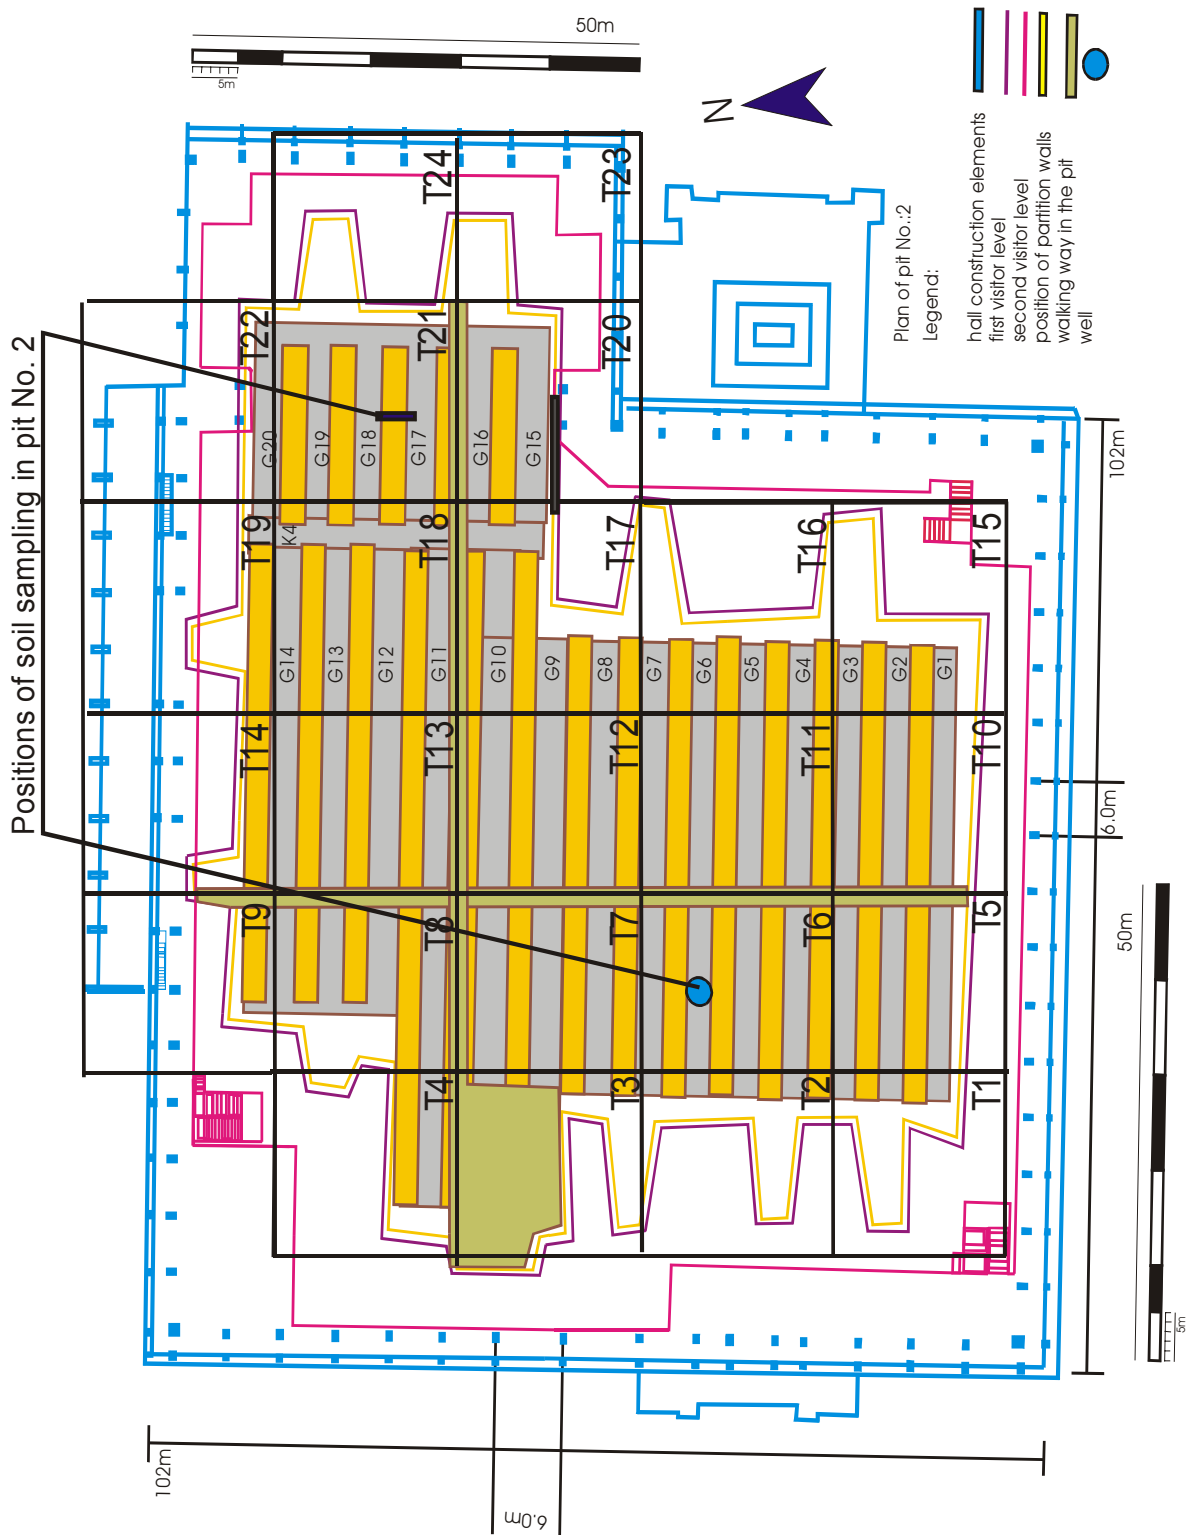 Positions of soil sampling in pit No. 2
50m
5m
N
Plan of pit No.:2
Legend:
hall construction elements
first visitor level
second visitor level
position of partition walls
walking way in the pit
well
T24
T23
T22
T21
T20
G20
G19
G18
G17
G16
G15
T19
K4
T18
T17
T16
T15
G14
G13
G12
G11
G10
G9
G8
G7
G6
G5
G4
G3
G2
G1
T14
T13
T12
T11
T10
T9
T8
T7
T6
T5
T4
T3
T2
T1
102m
6.0m
50m
5m
102m
6.0m